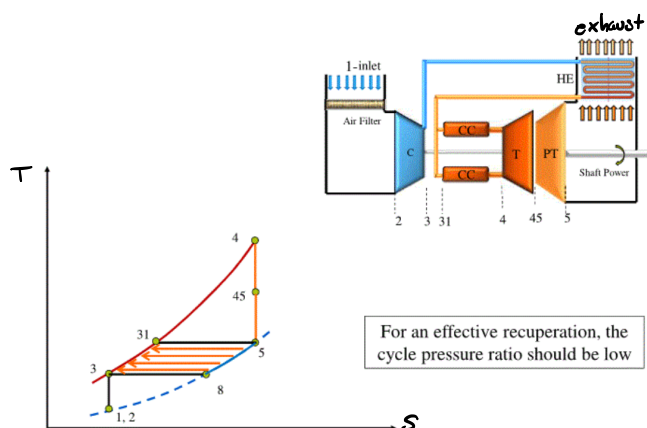 exhaust
1-inlet
HE
Air Filter
CC
C
T
PT
CC
Shaft Power
2
3
31
4
45
5
T
4
45
31
5
3
8
1, 2
S
For an effective recuperation, the
cycle pressure ratio should be low